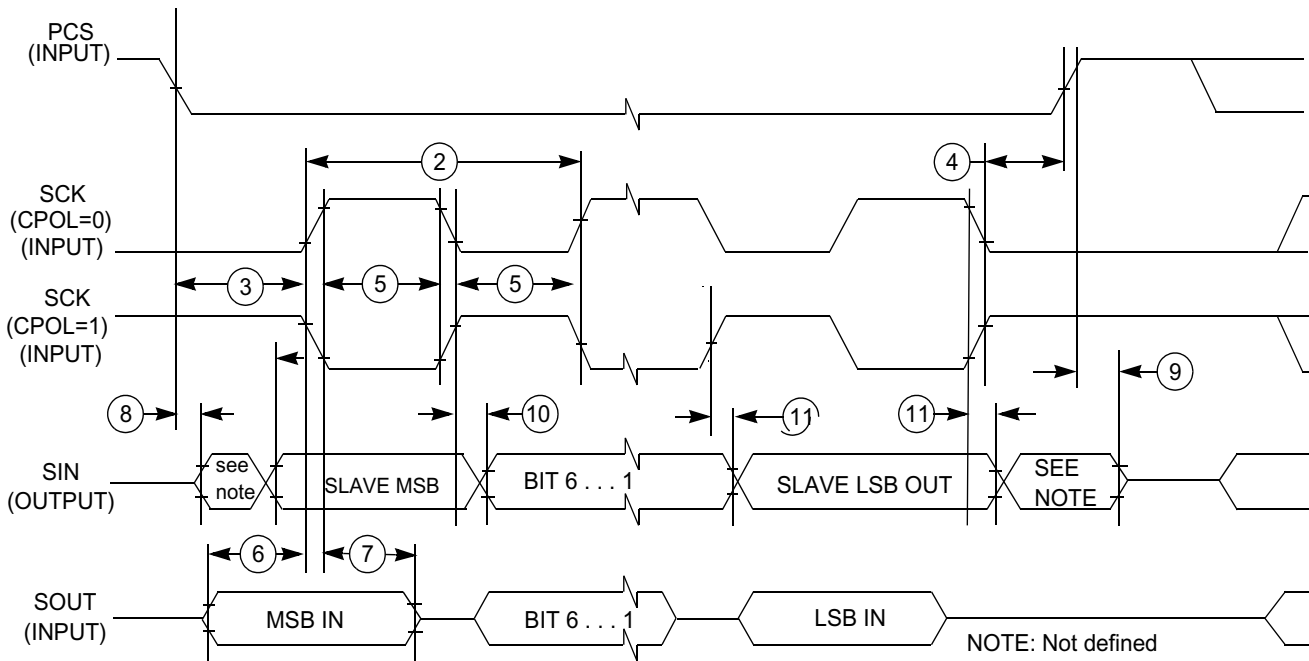 PCS
(INPUT)
2
4
SCK
(CPOL=0)
(INPUT)
3
5
5
SCK
(CPOL=1)
(INPUT)
8
10
11
11
9
SIN
(OUTPUT)
see
note
SLAVE MSB
BIT 6 . . . 1
SLAVE LSB OUT
SEE
NOTE
6
7
SOUT
(INPUT)
MSB IN
BIT 6 . . . 1
LSB IN
NOTE: Not defined